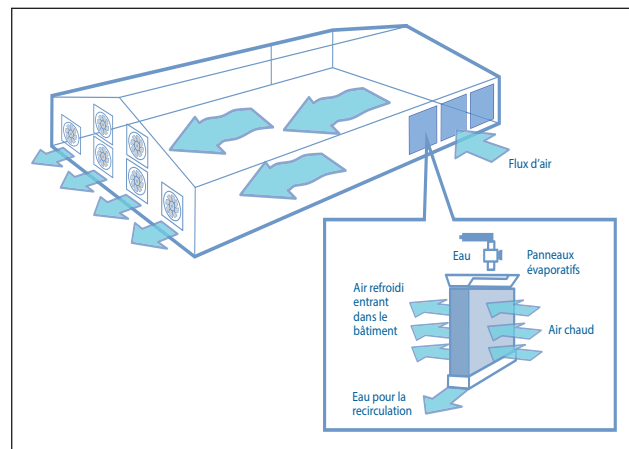 Flux d'air
Eau
Panneaux
évaporatifs
Air refroidi
entrant
dans le
bâtiment
Air chaud
Eau pour la
recirculation